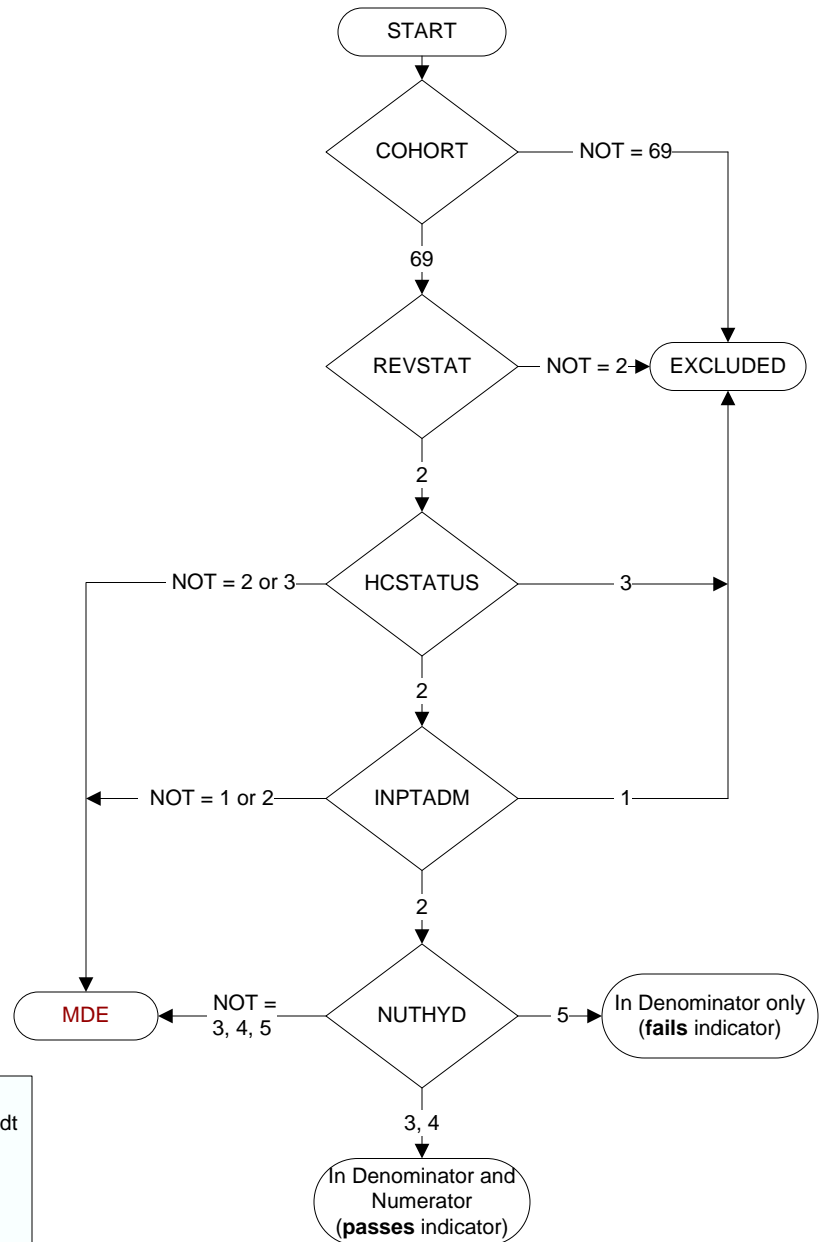 START
COHORT
NOT = 69
69
REVSTAT
NOT = 2
EXCLUDED
2
NOT = 2 or 3
HCSTATUS
3
2
NOT = 1 or 2
INPTADM
1
2
MDE
NOT =
3, 4, 5
NUTHYD
5
In Denominator only
(fails indicator)
3, 4
dt
In Denominator and
Numerator
(passes indicator)